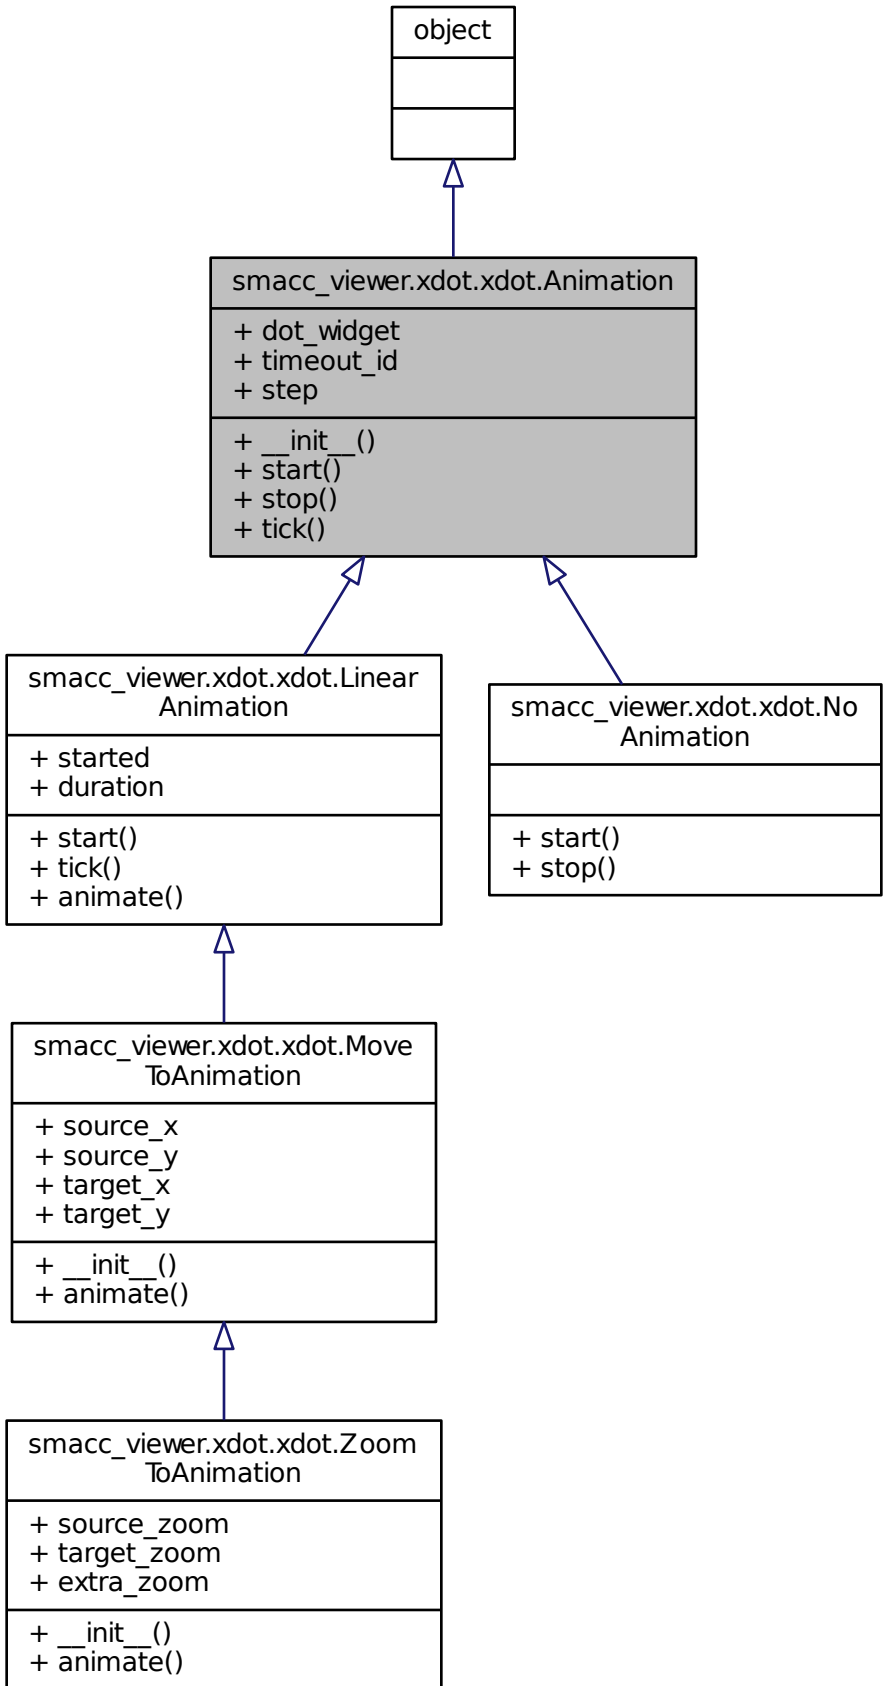 object
smacc_viewer.xdot.xdot.Animation
+ dot_widget
+ timeout_id
+ step
+ __init__()
+ start()
+ stop()
+ tick()
smacc_viewer.xdot.xdot.Linear
Animation
+ started
+ duration
+ start()
+ tick()
+ animate()
smacc_viewer.xdot.xdot.No
Animation
+ start()
+ stop()
smacc_viewer.xdot.xdot.Move
ToAnimation
+ source_x
+ source_y
+ target_x
+ target_y
+ __init__()
+ animate()
smacc_viewer.xdot.xdot.Zoom
ToAnimation
+ source_zoom
+ target_zoom
+ extra_zoom
+ __init__()
+ animate()